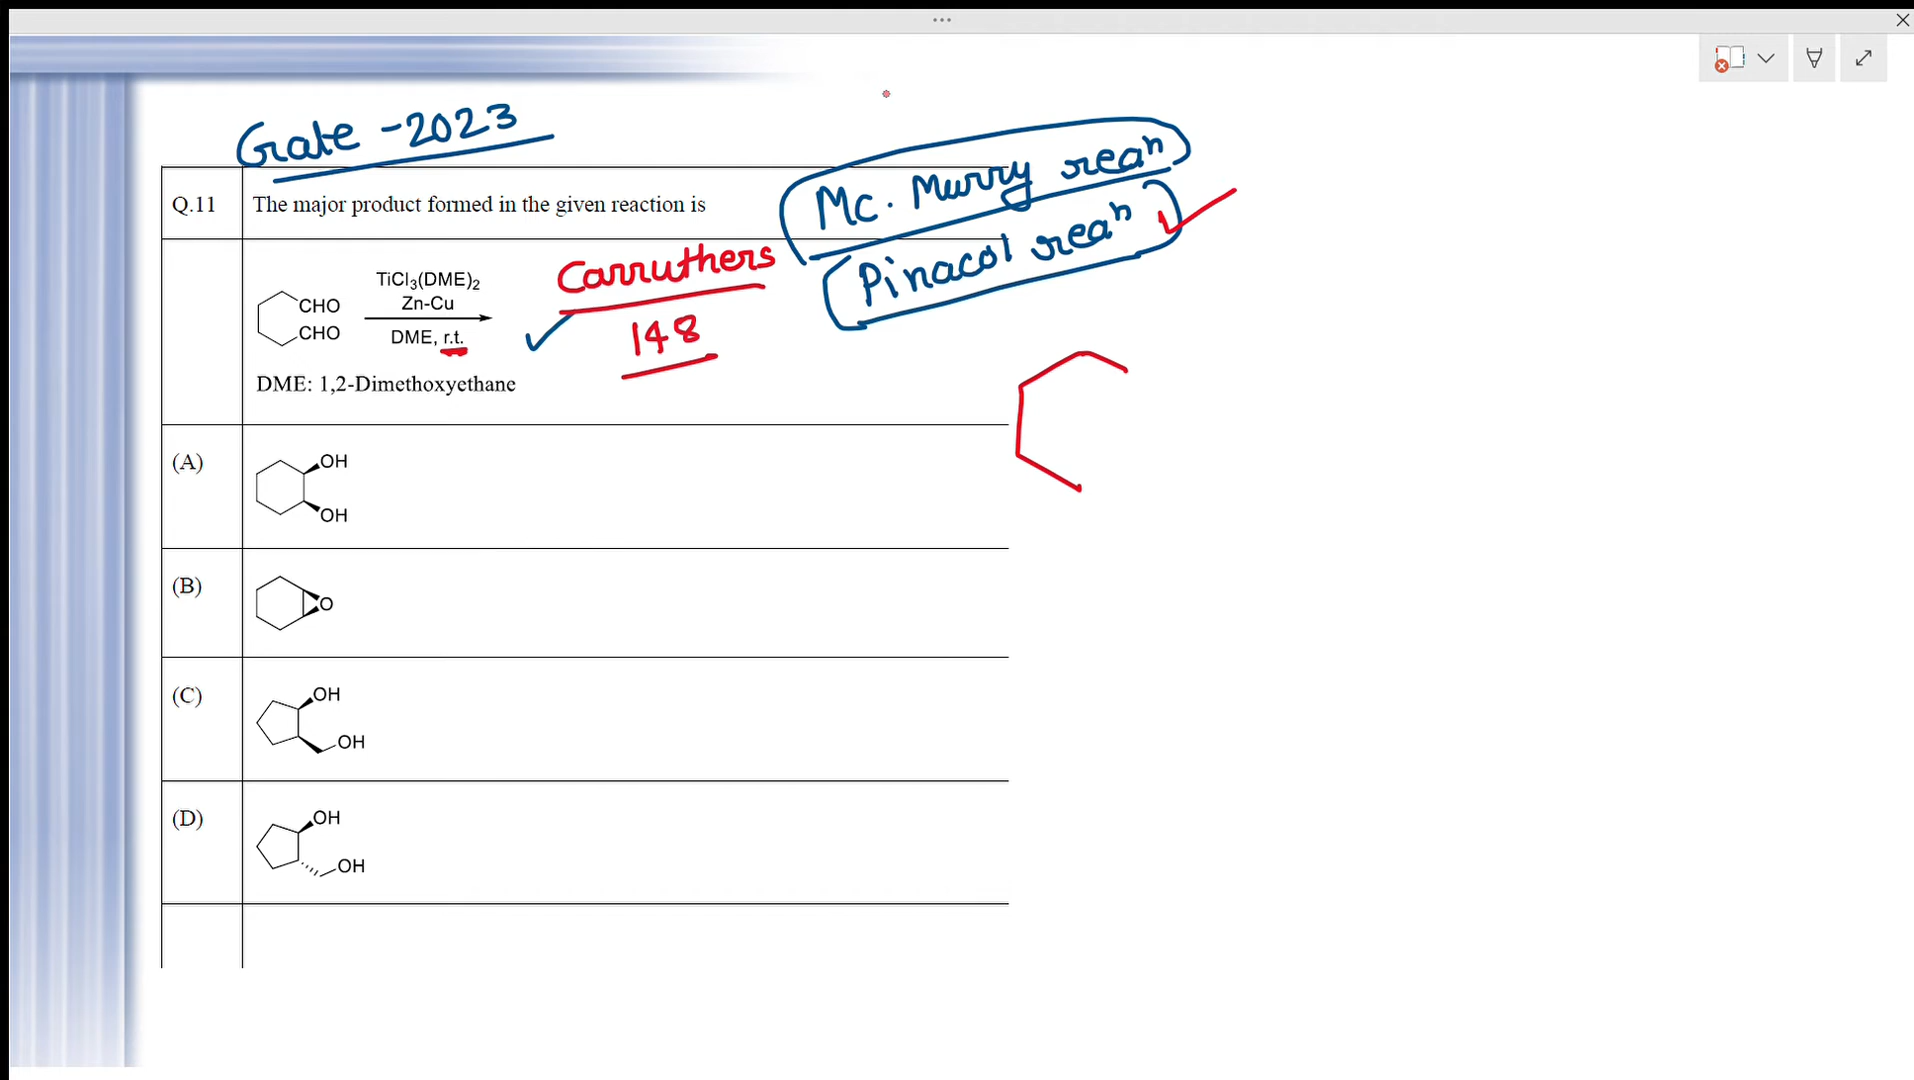 Grate -2023
Mc. Murry reaⁿ
Pinacol reaⁿ
Q.11 The major product formed in the given reaction is
Carruthers
148
TiCl₃(DME)₂
Zn-Cu
DME, r.t.
CHO
CHO
DME: 1,2-Dimethoxyethane
(A)
OH
OH
(B)
O
(C)
OH
OH
(D)
OH
OH